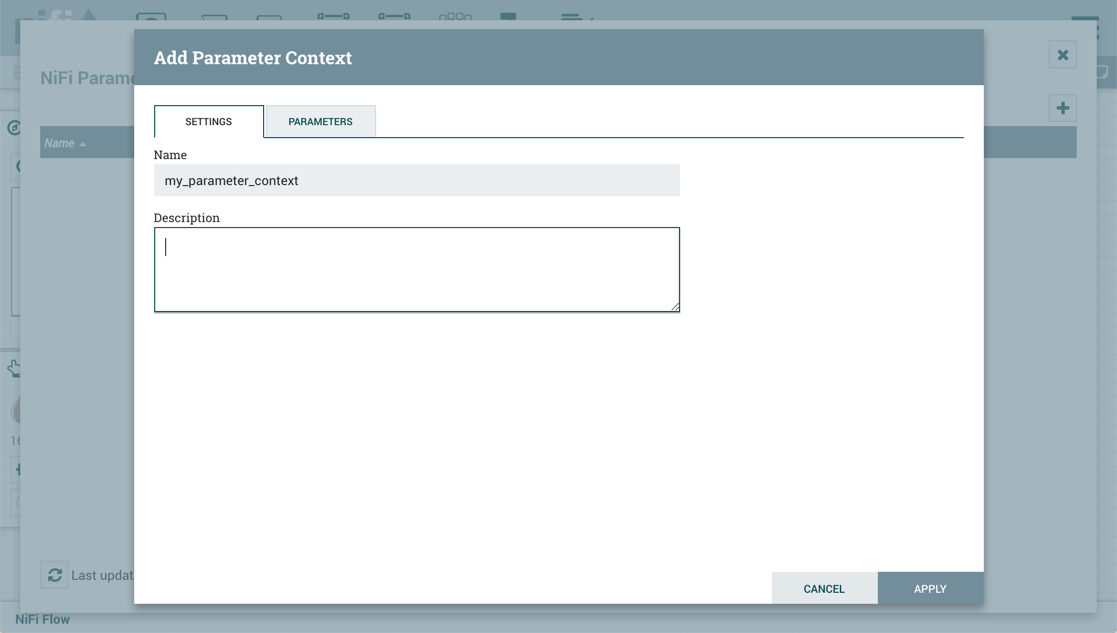 Add Parameter Context
NiFi Parame
SETTINGS
PARAMETERS
Name
Name
my_parameter_context
Description
Last updat
CANCEL
APPLY
NiFi Flow